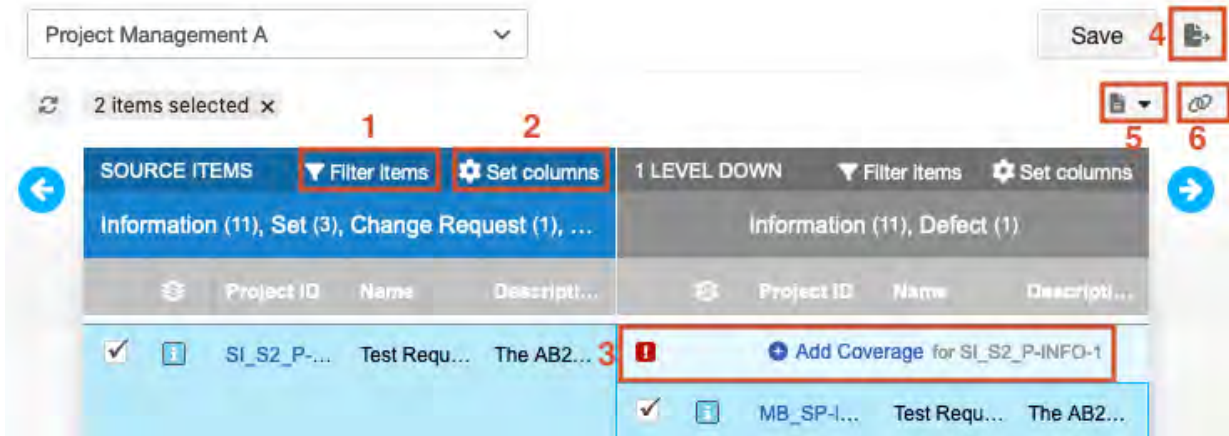 Project Management A
Save 4
2 items selected ×
1 2 5 6
SOURCE ITEMS Filter Items Set columns 1 LEVEL DOWN Filter Items Set columns
Information (11), Set (3), Change Request (1), ... Information (11), Defect (1)
Project ID Name Descripti... Project ID Name Descripti...
SI_S2_P-... Test Requ... The AB2... 3 Add Coverage for SI_S2_P-INFO-1
MB_SP-I... Test Requ... The AB2...